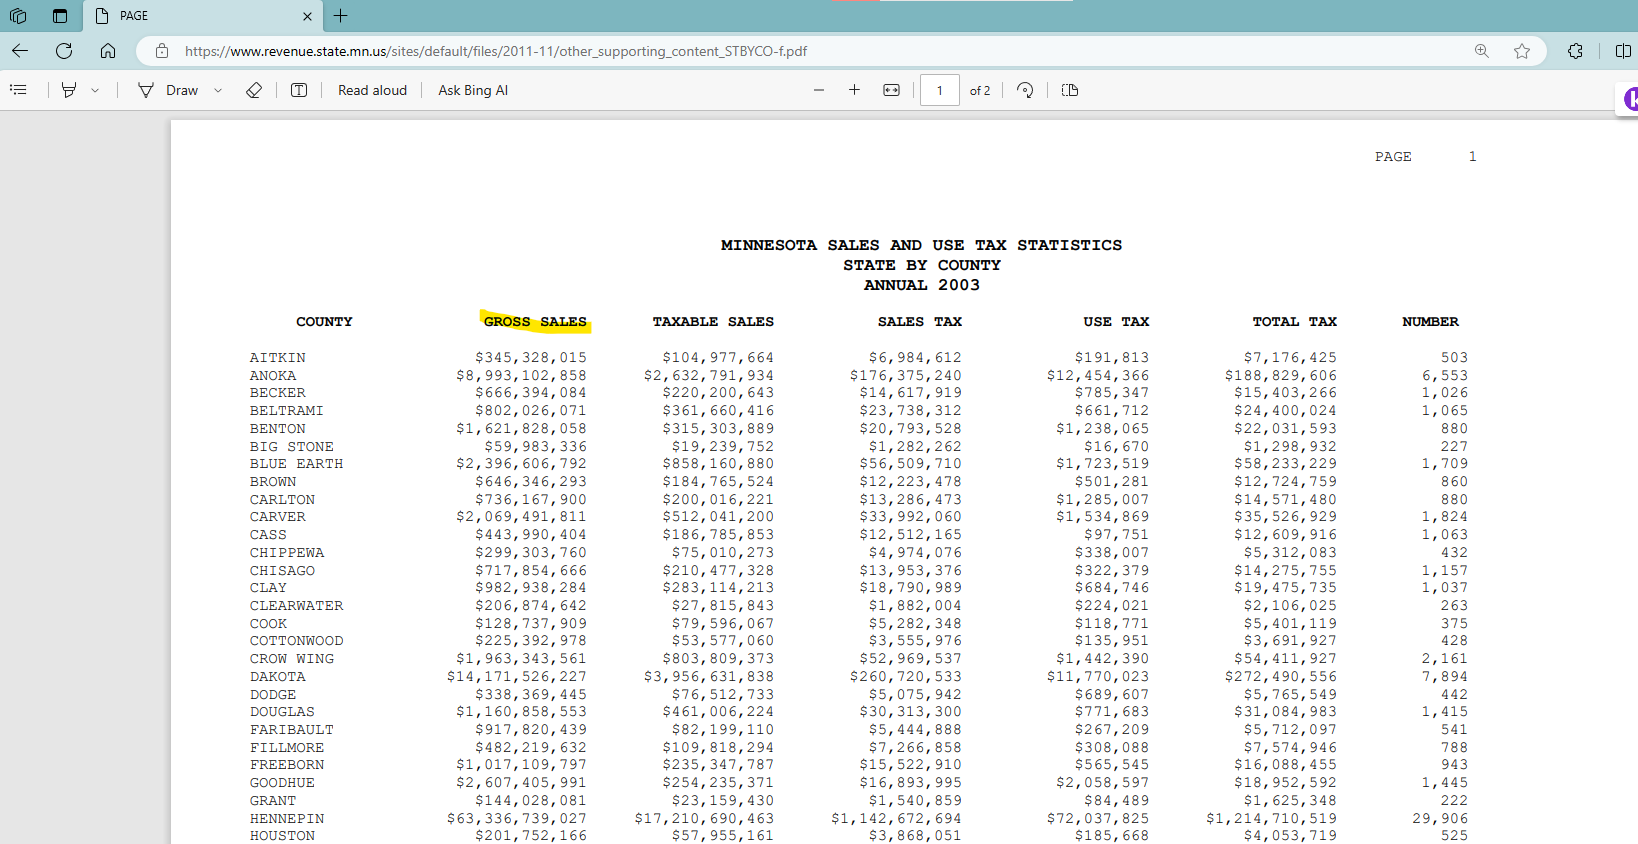 PAGE
https://www.revenue.state.mn.us/sites/default/files/2011-11/other_supporting_content_STBYCO-f.pdf
Draw Read aloud Ask Bing AI 1 of 2
PAGE 1
MINNESOTA SALES AND USE TAX STATISTICS
STATE BY COUNTY
ANNUAL 2003
COUNTY GROSS SALES TAXABLE SALES SALES TAX USE TAX TOTAL TAX NUMBER
AITKIN $345,328,015 $104,977,664 $6,984,612 $191,813 $7,176,425 503
ANOKA $8,993,102,858 $2,632,791,934 $176,375,240 $12,454,366 $188,829,606 6,553
BECKER $666,394,084 $220,200,643 $14,617,919 $785,347 $15,403,266 1,026
BELTRAMI $802,026,071 $361,660,416 $23,738,312 $661,712 $24,400,024 1,065
BENTON $1,621,828,058 $315,303,889 $20,793,528 $1,238,065 $22,031,593 880
BIG STONE $59,983,336 $19,239,752 $1,282,262 $16,670 $1,298,932 227
BLUE EARTH $2,396,606,792 $858,160,880 $56,509,710 $1,723,519 $58,233,229 1,709
BROWN $646,346,293 $184,765,524 $12,223,478 $501,281 $12,724,759 860
CARLTON $736,167,900 $200,016,221 $13,286,473 $1,285,007 $14,571,480 880
CARVER $2,069,491,811 $512,041,200 $33,992,060 $1,534,869 $35,526,929 1,824
CASS $443,990,404 $186,785,853 $12,512,165 $97,751 $12,609,916 1,063
CHIPPEWA $299,303,760 $75,010,273 $4,974,076 $338,007 $5,312,083 432
CHISAGO $717,854,666 $210,477,328 $13,953,376 $322,379 $14,275,755 1,157
CLAY $982,938,284 $283,114,213 $18,790,989 $684,746 $19,475,735 1,037
CLEARWATER $206,874,642 $27,815,843 $1,882,004 $224,021 $2,106,025 263
COOK $128,737,909 $79,596,067 $5,282,348 $118,771 $5,401,119 375
COTTONWOOD $225,392,978 $53,577,060 $3,555,976 $135,951 $3,691,927 428
CROW WING $1,963,343,561 $803,809,373 $52,969,537 $1,442,390 $54,411,927 2,161
DAKOTA $14,171,526,227 $3,956,631,838 $260,720,533 $11,770,023 $272,490,556 7,894
DODGE $338,369,445 $76,512,733 $5,075,942 $689,607 $5,765,549 442
DOUGLAS $1,160,858,553 $461,006,224 $30,313,300 $771,683 $31,084,983 1,415
FARIBAULT $917,820,439 $82,199,110 $5,444,888 $267,209 $5,712,097 541
FILLMORE $482,219,632 $109,818,294 $7,266,858 $308,088 $7,574,946 788
FREEBORN $1,017,109,797 $235,347,787 $15,522,910 $565,545 $16,088,455 943
GOODHUE $2,607,405,991 $254,235,371 $16,893,995 $2,058,597 $18,952,592 1,445
GRANT $144,028,081 $23,159,430 $1,540,859 $84,489 $1,625,348 222
HENNEPIN $63,336,739,027 $17,210,690,463 $1,142,672,694 $72,037,825 $1,214,710,519 29,906
HOUSTON $201,752,166 $57,955,161 $3,868,051 $185,668 $4,053,719 525